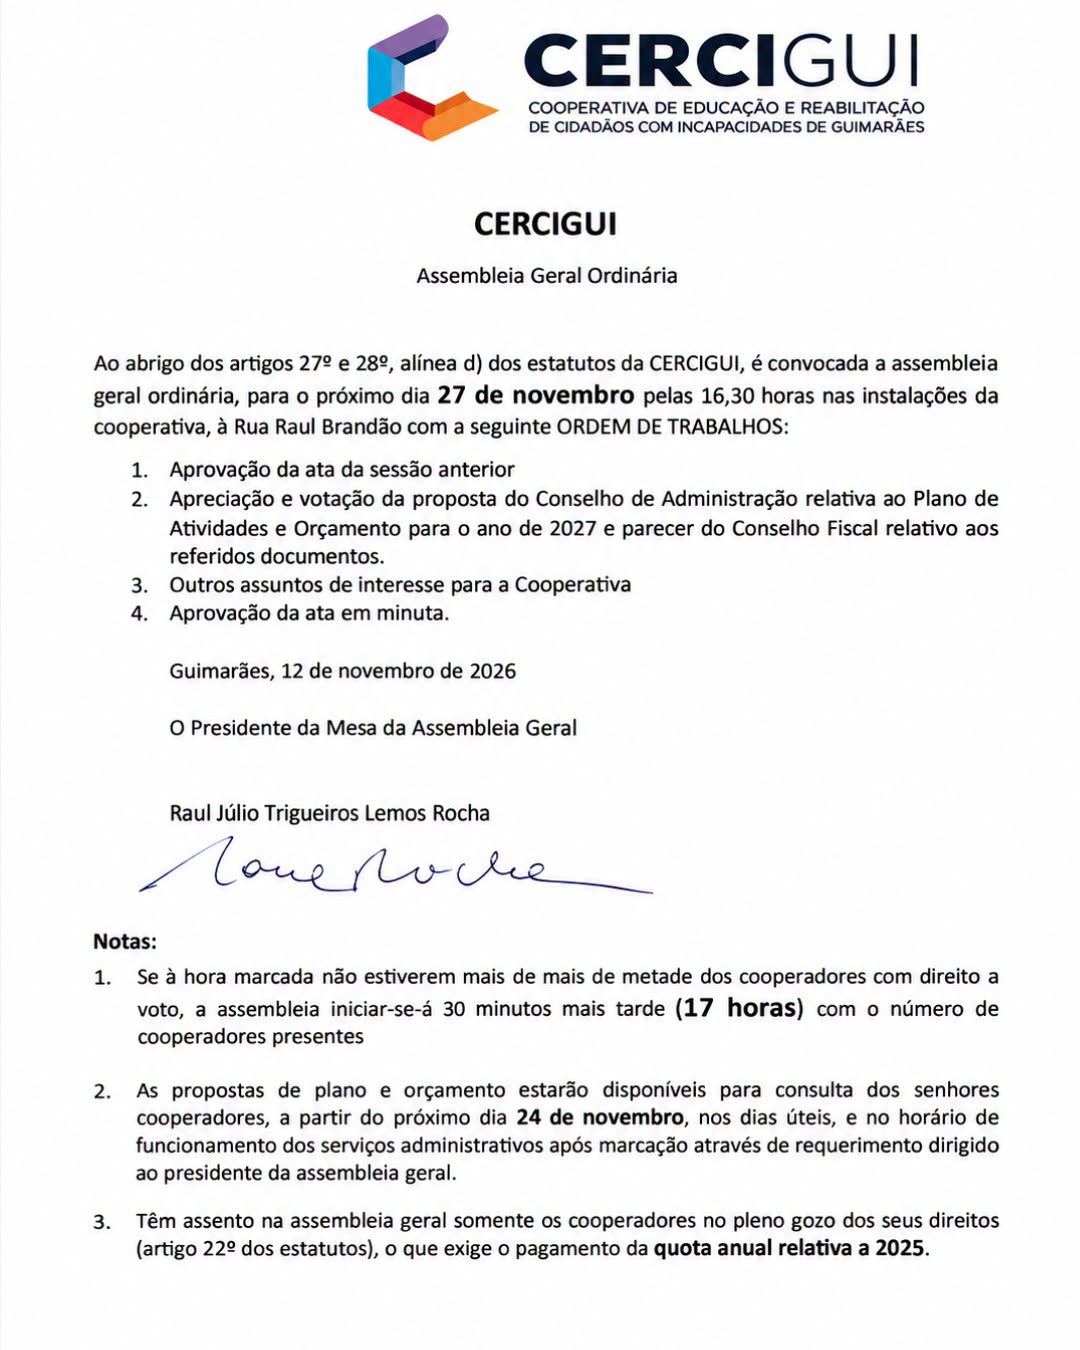 CERCIGUI
COOPERATIVA DE EDUCAÇÃO E REABILITAÇÃO
DE CIDADÃOS COM INCAPACIDADES DE GUIMARÃES
CERCIGUI
Assembleia Geral Ordinária
Ao abrigo dos artigos 27º e 28º, alínea d) dos estatutos da CERCIGUI, é convocada a assembleia
geral ordinária, para o próximo dia 27 de novembro pelas 16,30 horas nas instalações da
cooperativa, à Rua Raul Brandão com a seguinte ORDEM DE TRABALHOS:
1. Aprovação da ata da sessão anterior
2. Apreciação e votação da proposta do Conselho de Administração relativa ao Plano de
Atividades e Orçamento para o ano de 2027 e parecer do Conselho Fiscal relativo aos
referidos documentos.
3. Outros assuntos de interesse para a Cooperativa
4. Aprovação da ata em minuta.
Guimarães, 12 de novembro de 2026
O Presidente da Mesa da Assembleia Geral
Raul Júlio Trigueiros Lemos Rocha
Notas:
1. Se à hora marcada não estiverem mais de mais de metade dos cooperadores com direito a
voto, a assembleia iniciar-se-á 30 minutos mais tarde (17 horas) com o número de
cooperadores presentes
2. As propostas de plano e orçamento estarão disponíveis para consulta dos senhores
cooperadores, a partir do próximo dia 24 de novembro, nos dias úteis, e no horário de
funcionamento dos serviços administrativos após marcação através de requerimento dirigido
ao presidente da assembleia geral.
3. Têm assento na assembleia geral somente os cooperadores no pleno gozo dos seus direitos
(artigo 22º dos estatutos), o que exige o pagamento da quota anual relativa a 2025.